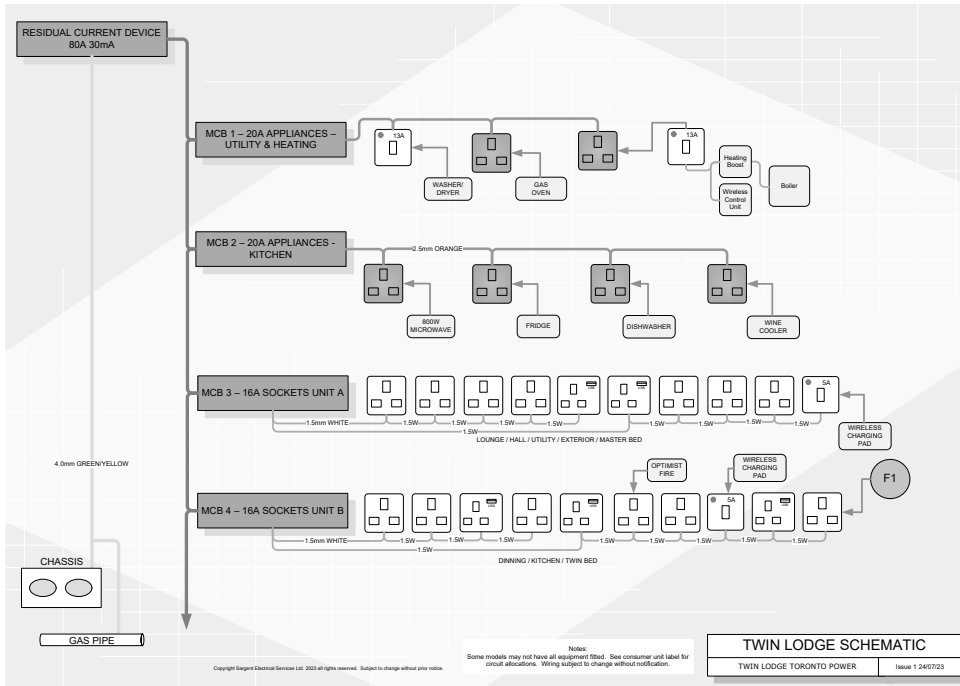 RESIDUAL CURRENT DEVICE
80A 30mA
MCB 1 – 20A APPLIANCES –
UTILITY & HEATING
13A
13A
WASHER/
DRYER
GAS
OVEN
Heating
Boost
Wireless
Control
Unit
Boiler
MCB 2 – 20A APPLIANCES -
KITCHEN
2.5mm ORANGE
800W
MICROWAVE
FRIDGE
DISHWASHER
WINE
COOLER
MCB 3 – 16A SOCKETS UNIT A
USB
USB
5A
1.5mm WHITE
1.5W
1.5W
1.5W
1.5W
1.5W
1.5W
1.5W
1.5W
LOUNGE / HALL / UTILITY / EXTERIOR / MASTER BED
WIRELESS
CHARGING
PAD
4.0mm GREEN/YELLOW
OPTIMIST
FIRE
WIRELESS
CHARGING
PAD
F1
MCB 4 – 16A SOCKETS UNIT B
USB
USB
5A
USB
1.5mm WHITE
1.5W
1.5W
1.5W
1.5W
1.5W
1.5W
1.5W
1.5W
1.5W
DINNING / KITCHEN / TWIN BED
CHASSIS
GAS PIPE
Copyright Sargent Electrical Services Ltd. 2023 all rights reserved. Subject to change without prior notice.
Notes:
Some models may not have all equipment fitted. See consumer unit label for
circuit allocations. Wiring subject to change without notification.
TWIN LODGE SCHEMATIC
TWIN LODGE TORONTO POWER
Issue 1 24/07/23